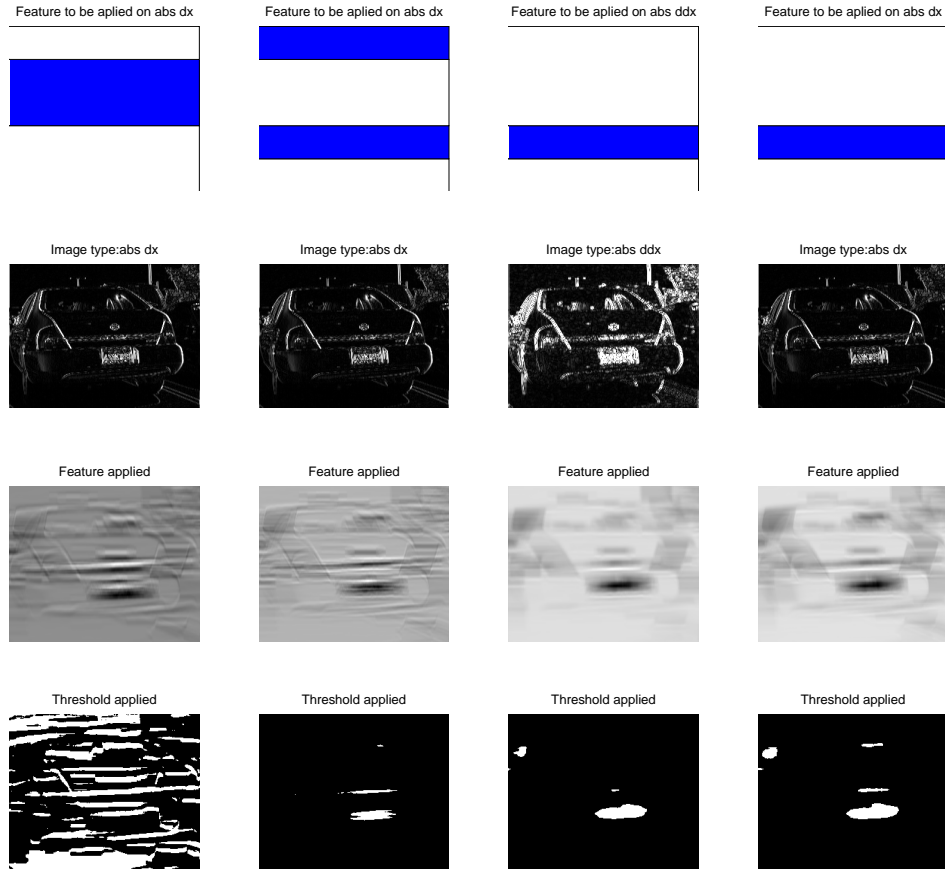 Feature to be aplied on abs dx
Feature to be aplied on abs dx
Feature to be aplied on abs ddx
Feature to be aplied on abs dx
Image type:abs dx
Image type:abs dx
Image type:abs ddx
Image type:abs dx
Feature applied
Feature applied
Feature applied
Feature applied
Threshold applied
Threshold applied
Threshold applied
Threshold applied